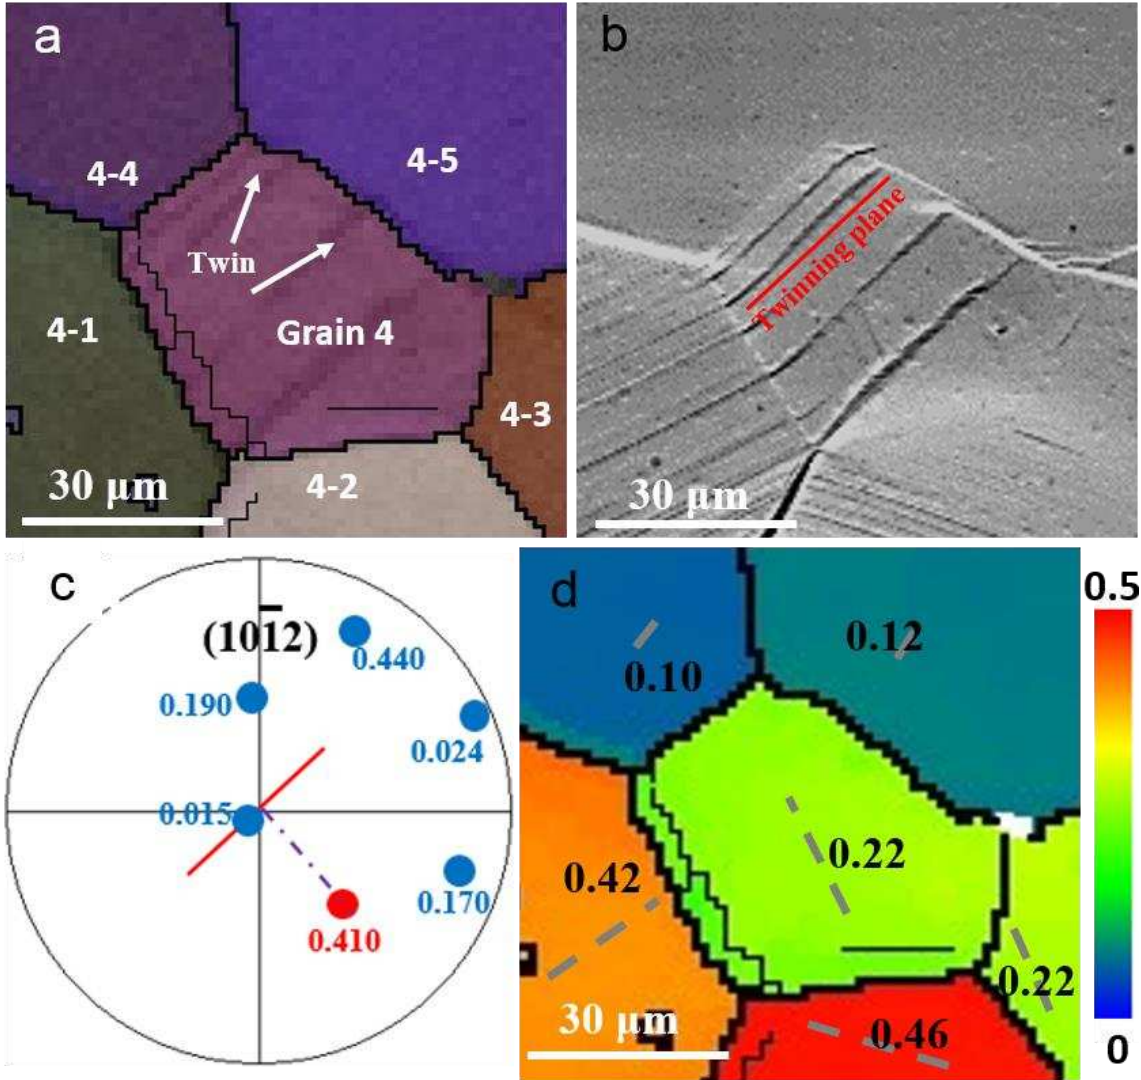 a
4-4
4-5
Twin
4-1
Grain 4
4-3
4-2
30 μm
b
Twinning plane
30 μm
c
(101̅2)
0.440
0.190
0.024
0.015
0.170
0.410
d
0.5
0.12
0.10
0.22
0.42
0.22
30 μm
0.46
0